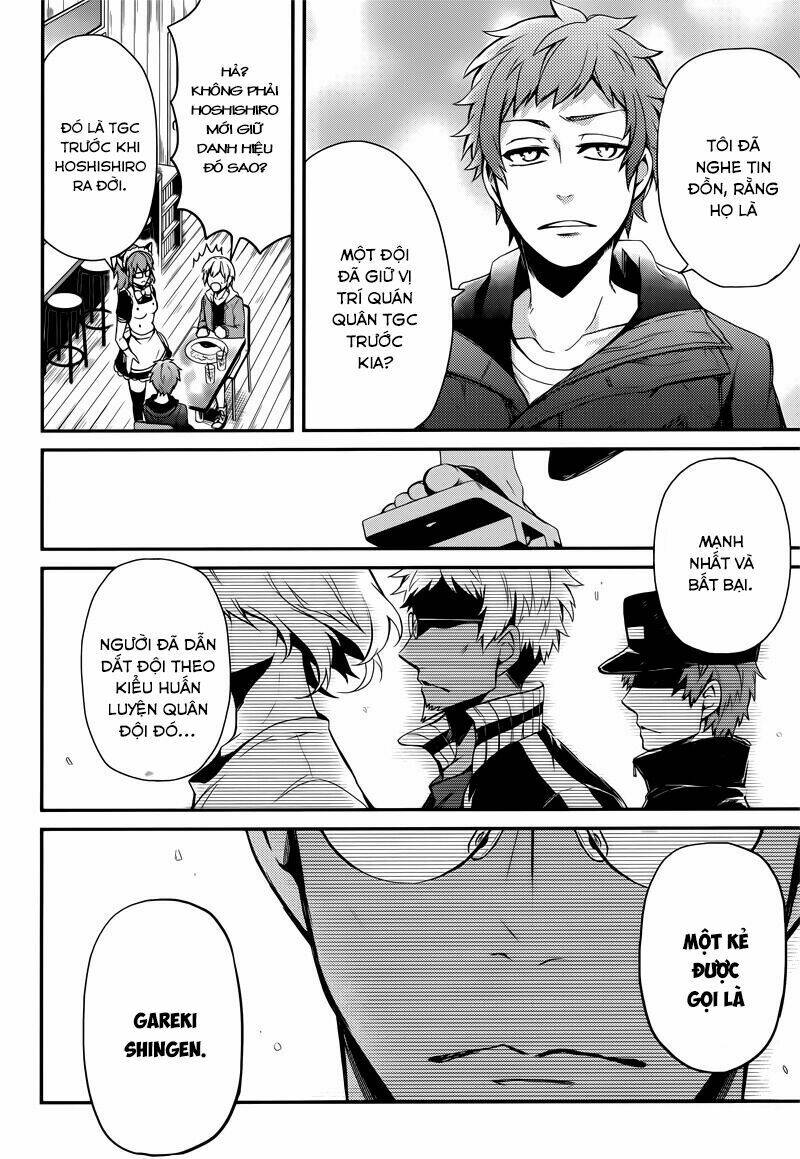 TÔI ĐÃ
NGHE TIN
ĐỒN, RẰNG
HỌ LÀ
MỘT ĐỘI
ĐÃ GIỮ VỊ
TRÍ QUÁN
QUÂN TGC
TRƯỚC
KIA?
HẢ?
KHÔNG PHẢI
HOSHISHIRO
MỚI GIỮ
DANH HIỆU
ĐÓ SAO?
ĐÓ LÀ TGC
TRƯỚC KHI
HOSHISHIRO
RA ĐỜI.
MẠNH
NHẤT VÀ
BẤT BẠI.
NGƯỜI ĐÃ DẪN
DẮT ĐỘI THEO
KIỂU HUẤN
LUYỆN QUÂN
ĐỘI ĐÓ...
MỘT KẺ
ĐƯỢC
GỌI LÀ
GAREKI
SHINGEN.